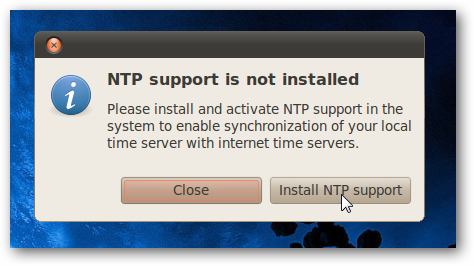 NTP support is not installed
Please install and activate NTP support in the
system to enable synchronization of your local
time server with internet time servers.
Close
Install NTP support